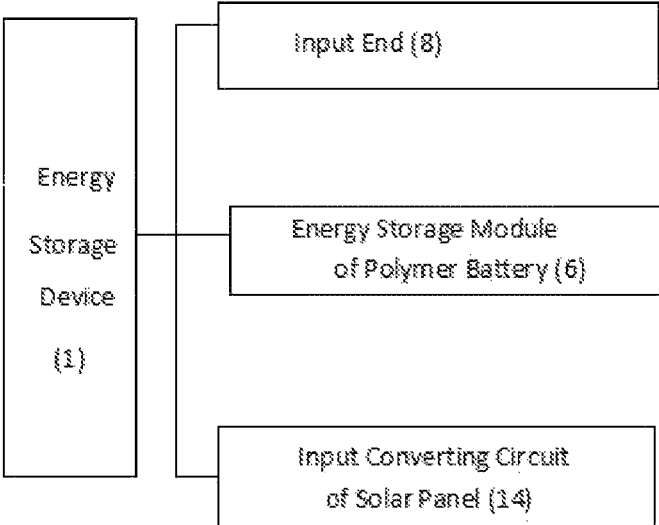 Energy
Storage
Device
(1)
Input End (8)
Energy Storage Module
of Polymer Battery (6)
Input Converting Circuit
of Solar Panel (14)